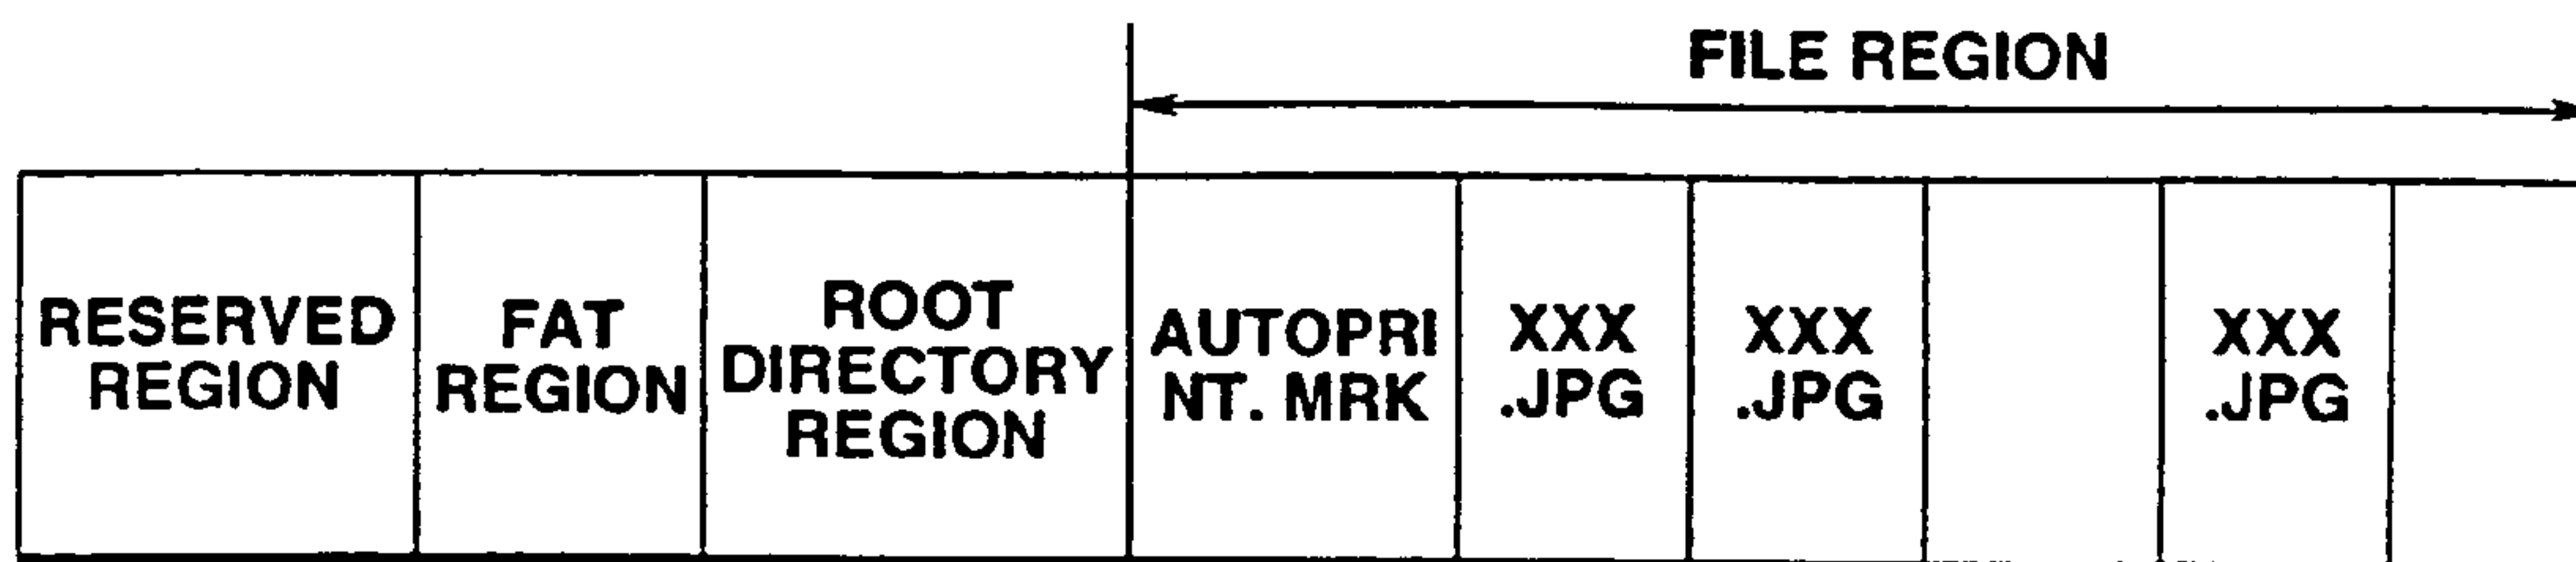 FILE REGION
RESERVED
REGION
FAT
REGION
ROOT
DIRECTORY
REGION
AUTOPRI
NT. MRK
XXX
.JPG
XXX
.JPG
XXX
.JPG